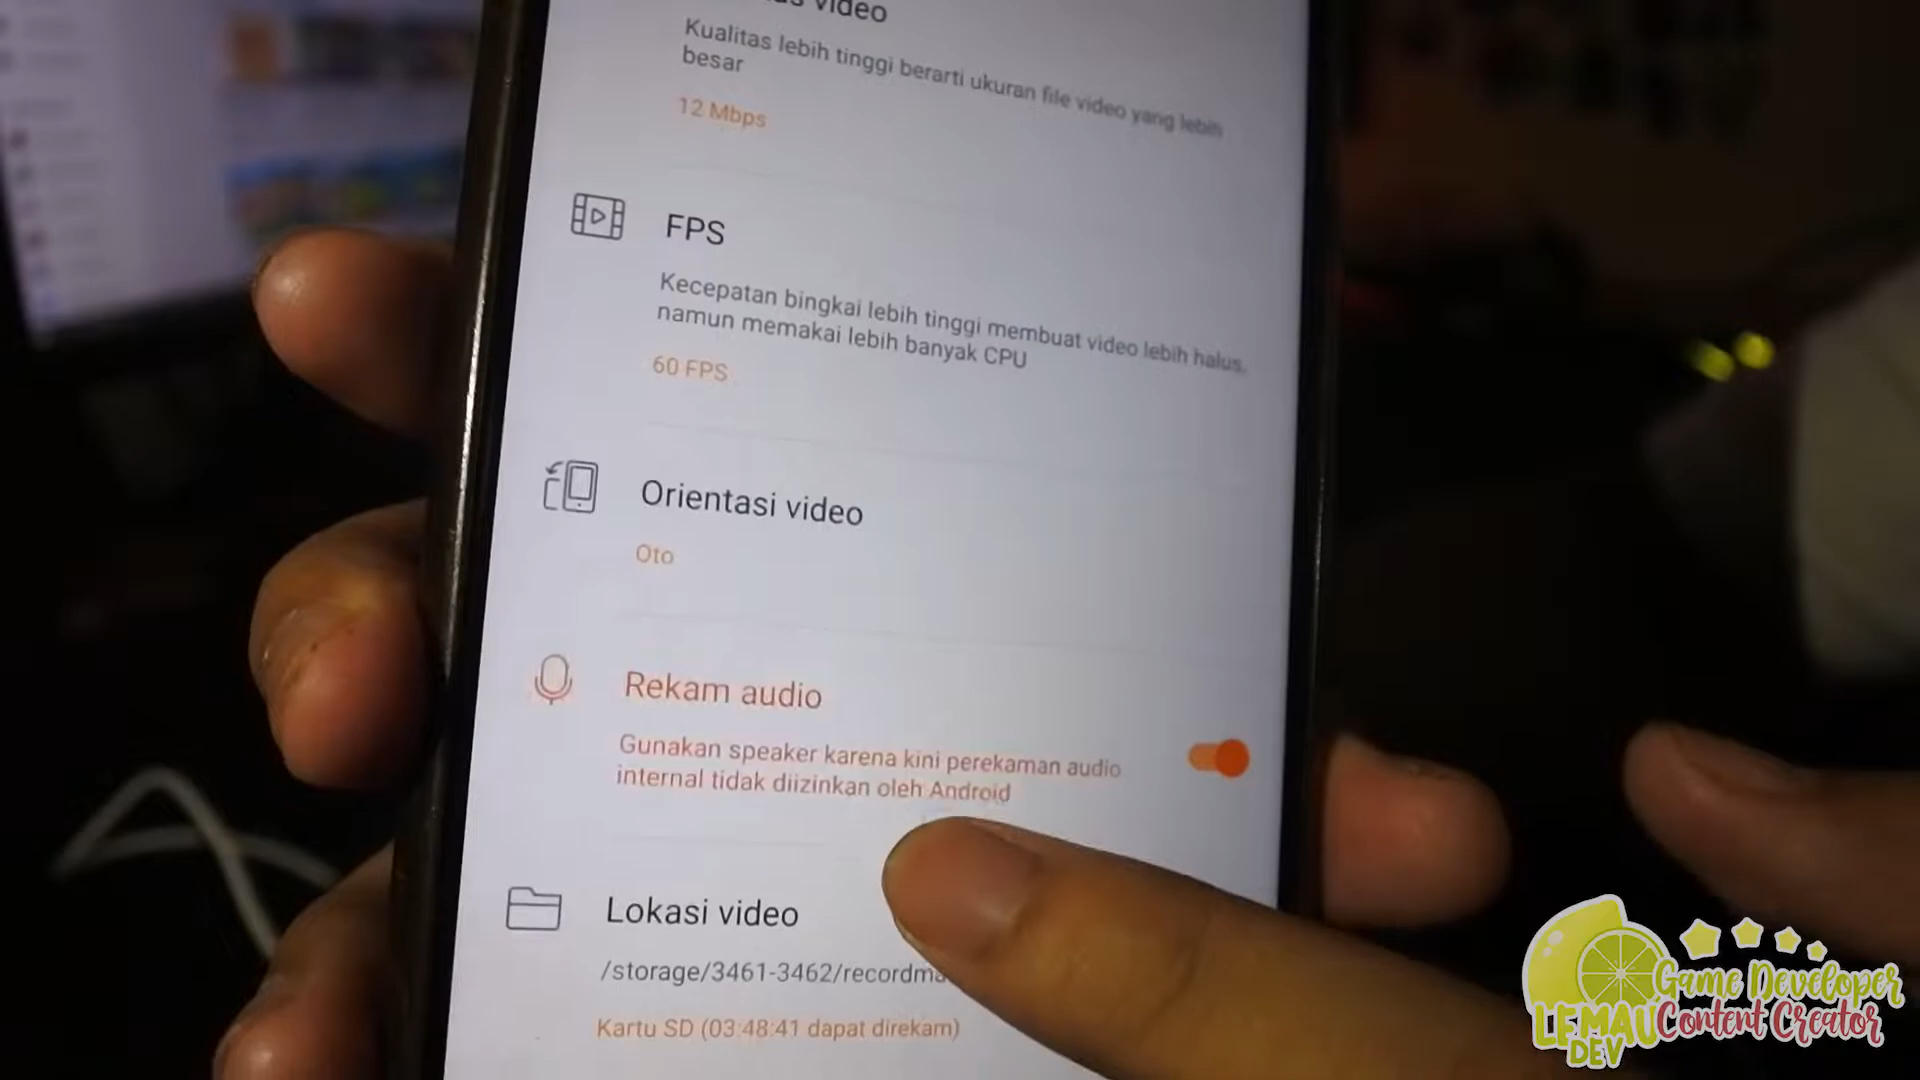 video
Kualitas lebih tinggi berarti ukuran file video yang lebih
besar
12 Mbps
FPS
Kecepatan bingkai lebih tinggi membuat video lebih halus,
namun memakai lebih banyak CPU
60 FPS
Orientasi video
Oto
Rekam audio
Gunakan speaker karena kini perekaman audio
internal tidak diizinkan oleh Android
Lokasi video
/storage/3461-3462/recordma
Kartu SD (03:48:41 dapat direkam)
Game Developer
LEMAU Content Creator
DEV